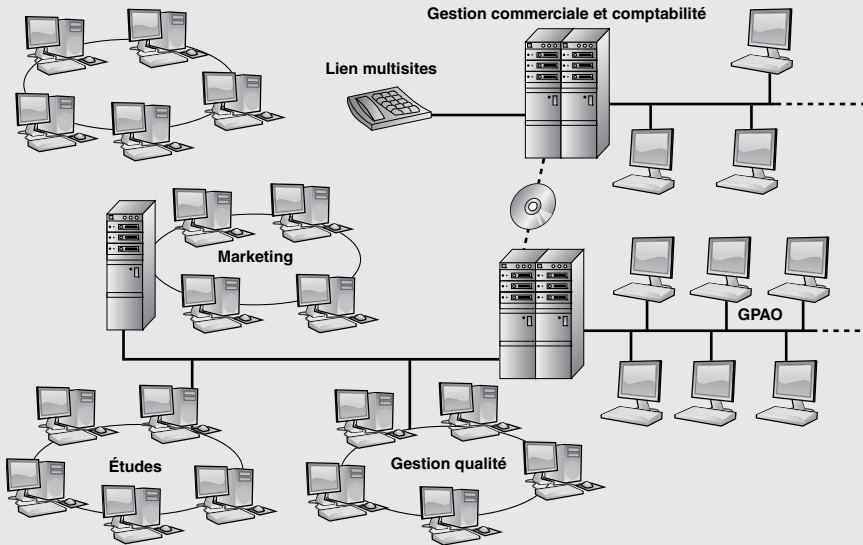 Gestion commerciale et comptabilité
Lien multisites
Marketing
GPAO
Études
Gestion qualité